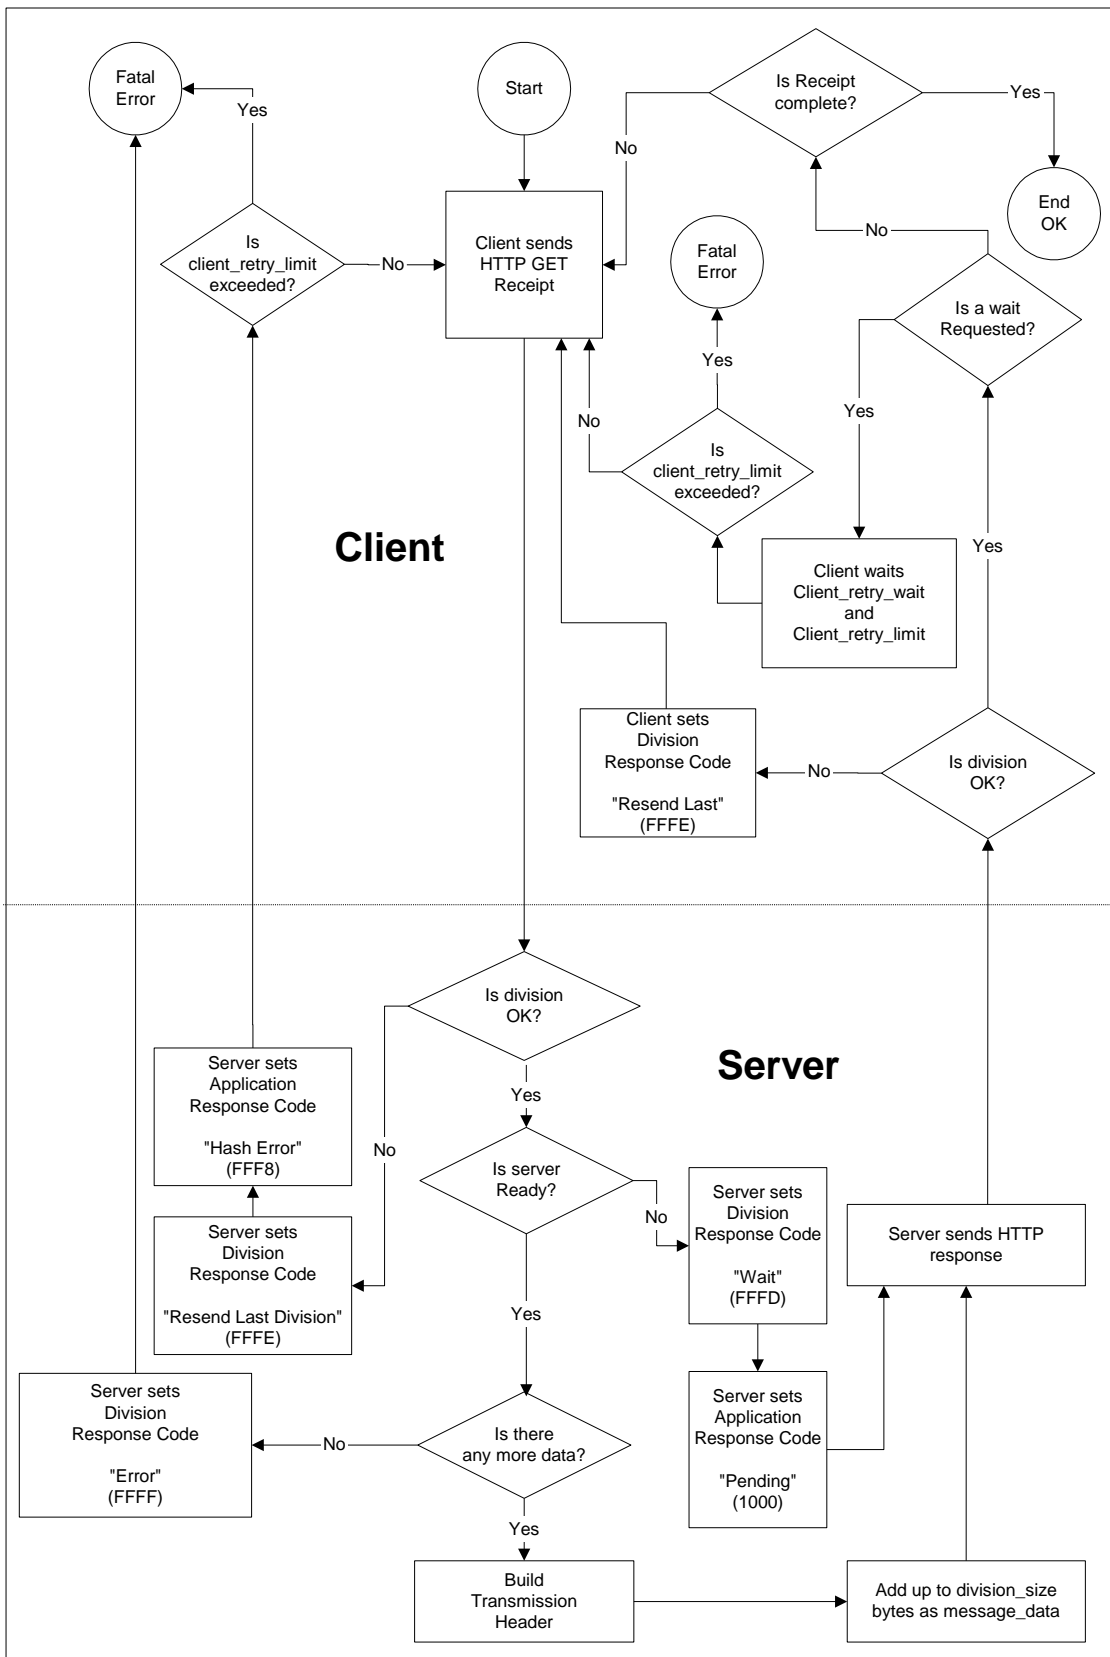 Fatal
Error
Start
Is Receipt
complete?
Yes
Yes
No
End
OK
No
Is
client_retry_limit
exceeded?
No
Client sends
HTTP GET
Receipt
Fatal
Error
Is a wait
Requested?
Yes
No
Yes
Is
client_retry_limit
exceeded?
Client
Yes
Client waits
Client_retry_wait
and
Client_retry_limit
Client sets
Division
Response Code
"Resend Last"
(FFFE)
No
Is division
OK?
Is division
OK?
Server
Server sets
Application
Response Code
"Hash Error"
(FFF8)
Yes
No
Is server
Ready?
No
Server sets
Division
Response Code
"Wait"
(FFFD)
Server sends HTTP
response
Server sets
Division
Response Code
"Resend Last Division"
(FFFE)
Yes
Server sets
Division
Response Code
"Error"
(FFFF)
No
Is there
any more data?
Server sets
Application
Response Code
"Pending"
(1000)
Yes
Build
Transmission
Header
Add up to division_size
bytes as message_data